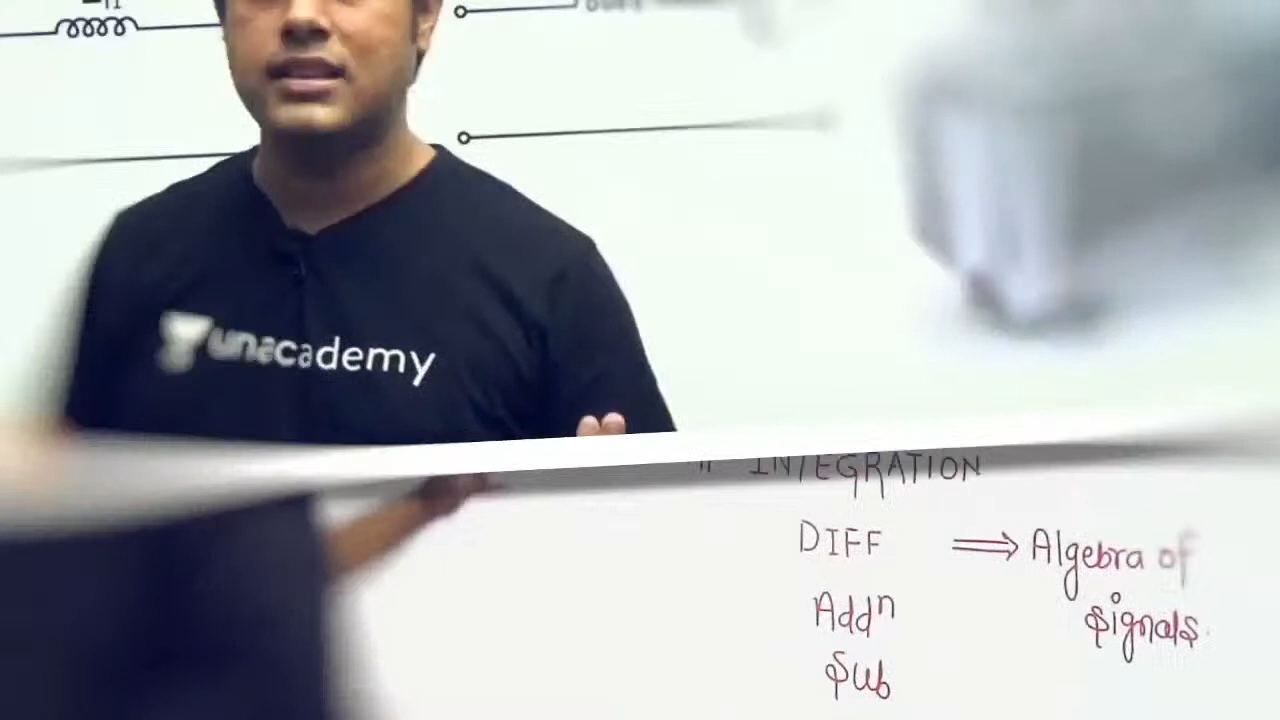 unacademy
INTEGRATION
DIFF ⟹ Algebra of
Signals
Addⁿ
Sub